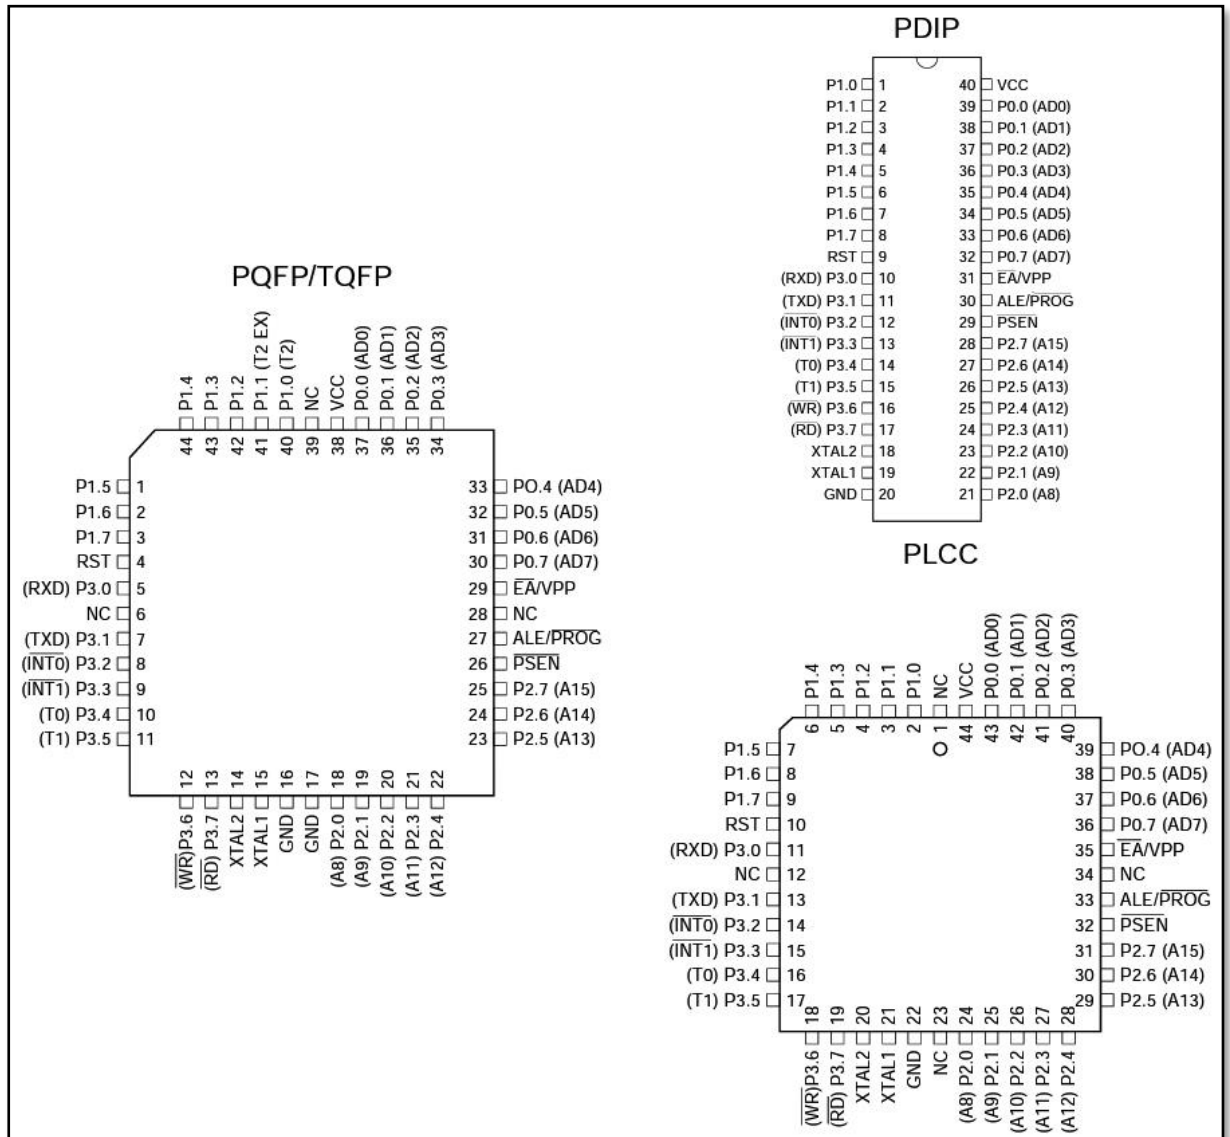 PDIP
P1.0 1 40 VCC
P1.1 2 39 P0.0 (AD0)
P1.2 3 38 P0.1 (AD1)
P1.3 4 37 P0.2 (AD2)
P1.4 5 36 P0.3 (AD3)
P1.5 6 35 P0.4 (AD4)
P1.6 7 34 P0.5 (AD5)
P1.7 8 33 P0.6 (AD6)
RST 9 32 P0.7 (AD7)
(RXD) P3.0 10 31 EA/VPP
(TXD) P3.1 11 30 ALE/PROG
(INT0) P3.2 12 29 PSEN
(INT1) P3.3 13 28 P2.7 (A15)
(T0) P3.4 14 27 P2.6 (A14)
(T1) P3.5 15 26 P2.5 (A13)
(WR) P3.6 16 25 P2.4 (A12)
(RD) P3.7 17 24 P2.3 (A11)
XTAL2 18 23 P2.2 (A10)
XTAL1 19 22 P2.1 (A9)
GND 20 21 P2.0 (A8)
PQFP/TQFP
P1.4
P1.3
P1.2
P1.1 (T2 EX)
P1.0 (T2)
NC
VCC
P0.0 (AD0)
P0.1 (AD1)
P0.2 (AD2)
P0.3 (AD3)
44 43 42 41 40 39 38 37 36 35 34
P1.5 1 33 PO.4 (AD4)
P1.6 2 32 P0.5 (AD5)
P1.7 3 31 P0.6 (AD6)
RST 4 30 P0.7 (AD7)
(RXD) P3.0 5 29 EA/VPP
NC 6 28 NC
(TXD) P3.1 7 27 ALE/PROG
(INT0) P3.2 8 26 PSEN
(INT1) P3.3 9 25 P2.7 (A15)
(T0) P3.4 10 24 P2.6 (A14)
(T1) P3.5 11 23 P2.5 (A13)
12 13 14 15 16 17 18 19 20 21 22
(WR)P3.6
(RD) P3.7
XTAL2
XTAL1
GND
GND
(A8) P2.0
(A9) P2.1
(A10) P2.2
(A11) P2.3
(A12) P2.4
PLCC
P1.4
P1.3
P1.2
P1.1
P1.0
NC
VCC
P0.0 (AD0)
P0.1 (AD1)
P0.2 (AD2)
P0.3 (AD3)
6 5 4 3 2 1 44 43 42 41 40
P1.5 7 39 PO.4 (AD4)
P1.6 8 38 P0.5 (AD5)
P1.7 9 37 P0.6 (AD6)
RST 10 36 P0.7 (AD7)
(RXD) P3.0 11 35 EA/VPP
NC 12 34 NC
(TXD) P3.1 13 33 ALE/PROG
(INT0) P3.2 14 32 PSEN
(INT1) P3.3 15 31 P2.7 (A15)
(T0) P3.4 16 30 P2.6 (A14)
(T1) P3.5 17 29 P2.5 (A13)
18 19 20 21 22 23 24 25 26 27 28
(WR)P3.6
(RD) P3.7
XTAL2
XTAL1
GND
NC
(A8) P2.0
(A9) P2.1
(A10) P2.2
(A11) P2.3
(A12) P2.4